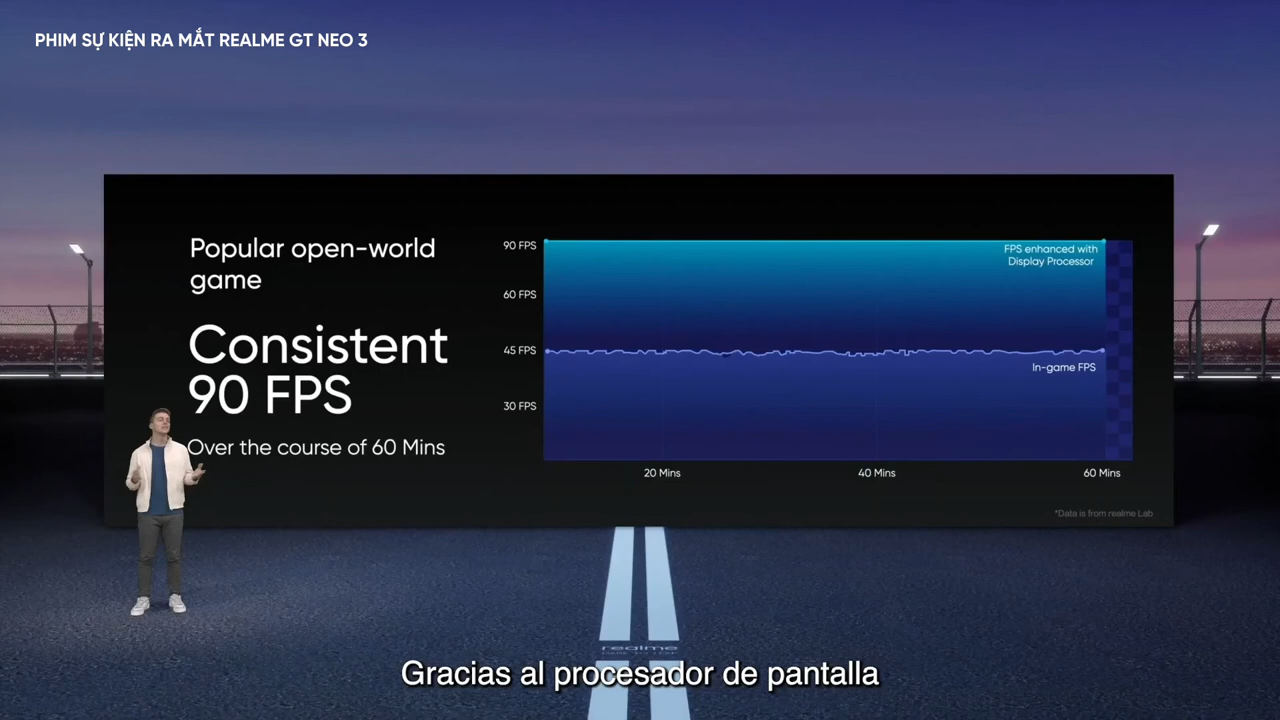 PHIM SỰ KIỆN RA MẮT REALME GT NEO 3
Popular open-world
game
Consistent
90 FPS
Over the course of 60 Mins
90 FPS
60 FPS
45 FPS
30 FPS
FPS enhanced with
Display Processor
In-game FPS
20 Mins
40 Mins
60 Mins
*Data is from realme Lab
realme
Gracias al procesador de pantalla